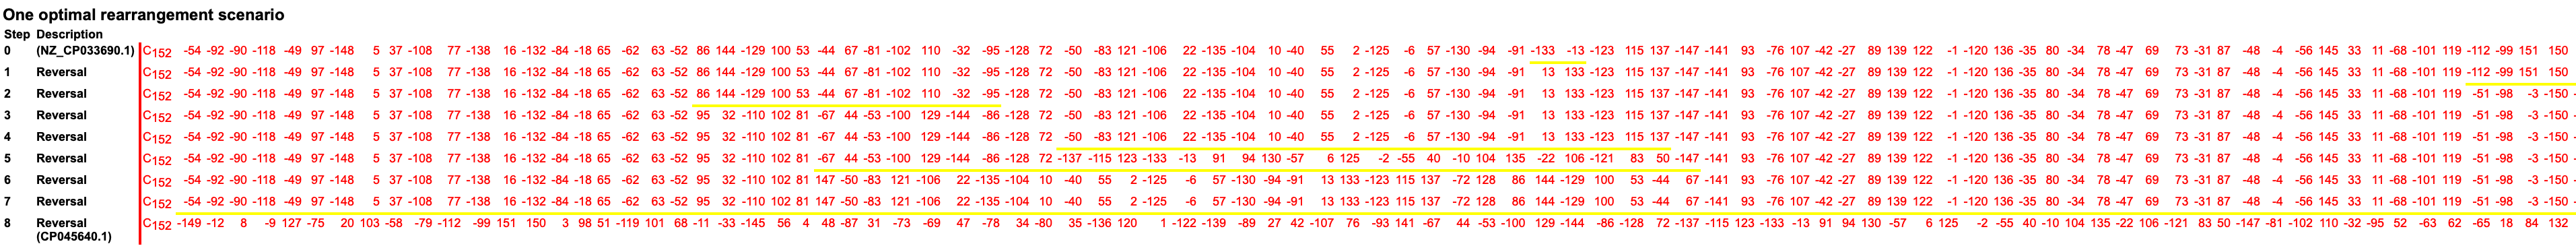 One optimal rearrangement scenario
Step Description
0 (NZ_CP033690.1) C152 -54 -92 -90 -118 -49 97 -148 5 37 -108 77 -138 16 -132 -84 -18 65 -62 63 -52 86 144 -129 100 53 -44 67 -81 -102 110 -32 -95 -128 72 -50 -83 121 -106 22 -135 -104 10 -40 55 2 -125 -6 57 -130 -94 -91 -133 -13 -123 115 137 -147 -141 93 -76 107 -42 -27 89 139 122 -1 -120 136 -35 80 -34 78 -47 69 73 -31 87 -48 -4 -56 145 33 11 -68 -101 119 -112 -99 151 150
1 Reversal C152 -54 -92 -90 -118 -49 97 -148 5 37 -108 77 -138 16 -132 -84 -18 65 -62 63 -52 86 144 -129 100 53 -44 67 -81 -102 110 -32 -95 -128 72 -50 -83 121 -106 22 -135 -104 10 -40 55 2 -125 -6 57 -130 -94 -91 13 133 -123 115 137 -147 -141 93 -76 107 -42 -27 89 139 122 -1 -120 136 -35 80 -34 78 -47 69 73 -31 87 -48 -4 -56 145 33 11 -68 -101 119 -112 -99 151 150
2 Reversal C152 -54 -92 -90 -118 -49 97 -148 5 37 -108 77 -138 16 -132 -84 -18 65 -62 63 -52 86 144 -129 100 53 -44 67 -81 -102 110 -32 -95 -128 72 -50 -83 121 -106 22 -135 -104 10 -40 55 2 -125 -6 57 -130 -94 -91 13 133 -123 115 137 -147 -141 93 -76 107 -42 -27 89 139 122 -1 -120 136 -35 80 -34 78 -47 69 73 -31 87 -48 -4 -56 145 33 11 -68 -101 119 -51 -98 -3 -150 -
3 Reversal C152 -54 -92 -90 -118 -49 97 -148 5 37 -108 77 -138 16 -132 -84 -18 65 -62 63 -52 95 32 -110 102 81 -67 44 -53 -100 129 -144 -86 -128 72 -50 -83 121 -106 22 -135 -104 10 -40 55 2 -125 -6 57 -130 -94 -91 13 133 -123 115 137 -147 -141 93 -76 107 -42 -27 89 139 122 -1 -120 136 -35 80 -34 78 -47 69 73 -31 87 -48 -4 -56 145 33 11 -68 -101 119 -51 -98 -3 -150 -
4 Reversal C152 -54 -92 -90 -118 -49 97 -148 5 37 -108 77 -138 16 -132 -84 -18 65 -62 63 -52 95 32 -110 102 81 -67 44 -53 -100 129 -144 -86 -128 72 -50 -83 121 -106 22 -135 -104 10 -40 55 2 -125 -6 57 -130 -94 -91 13 133 -123 115 137 -147 -141 93 -76 107 -42 -27 89 139 122 -1 -120 136 -35 80 -34 78 -47 69 73 -31 87 -48 -4 -56 145 33 11 -68 -101 119 -51 -98 -3 -150 -
5 Reversal C152 -54 -92 -90 -118 -49 97 -148 5 37 -108 77 -138 16 -132 -84 -18 65 -62 63 -52 95 32 -110 102 81 -67 44 -53 -100 129 -144 -86 -128 72 -137 -115 123 -133 -13 91 94 130 -57 6 125 -2 -55 40 -10 104 135 -22 106 -121 83 50 -147 -141 93 -76 107 -42 -27 89 139 122 -1 -120 136 -35 80 -34 78 -47 69 73 -31 87 -48 -4 -56 145 33 11 -68 -101 119 -51 -98 -3 -150 -
6 Reversal C152 -54 -92 -90 -118 -49 97 -148 5 37 -108 77 -138 16 -132 -84 -18 65 -62 63 -52 95 32 -110 102 81 147 -50 -83 121 -106 22 -135 -104 10 -40 55 2 -125 -6 57 -130 -94 -91 13 133 -123 115 137 -72 128 86 144 -129 100 53 -44 67 -141 93 -76 107 -42 -27 89 139 122 -1 -120 136 -35 80 -34 78 -47 69 73 -31 87 -48 -4 -56 145 33 11 -68 -101 119 -51 -98 -3 -150 -
7 Reversal C152 -54 -92 -90 -118 -49 97 -148 5 37 -108 77 -138 16 -132 -84 -18 65 -62 63 -52 95 32 -110 102 81 147 -50 -83 121 -106 22 -135 -104 10 -40 55 2 -125 -6 57 -130 -94 -91 13 133 -123 115 137 -72 128 86 144 -129 100 53 -44 67 -141 93 -76 107 -42 -27 89 139 122 -1 -120 136 -35 80 -34 78 -47 69 73 -31 87 -48 -4 -56 145 33 11 -68 -101 119 -51 -98 -3 -150 -
8 Reversal C152 -149 -12 8 -9 127 -75 20 103 -58 -79 -112 -99 151 150 3 98 51 -119 101 68 -11 -33 -145 56 4 48 -87 31 -73 -69 47 -78 34 -80 35 -136 120 1 -122 -139 -89 27 42 -107 76 -93 141 -67 44 -53 -100 129 -144 -86 -128 72 -137 -115 123 -133 -13 91 94 130 -57 6 125 -2 -55 40 -10 104 135 -22 106 -121 83 50 -147 -81 -102 110 -32 -95 52 -63 62 -65 18 84 132
(CP045640.1)